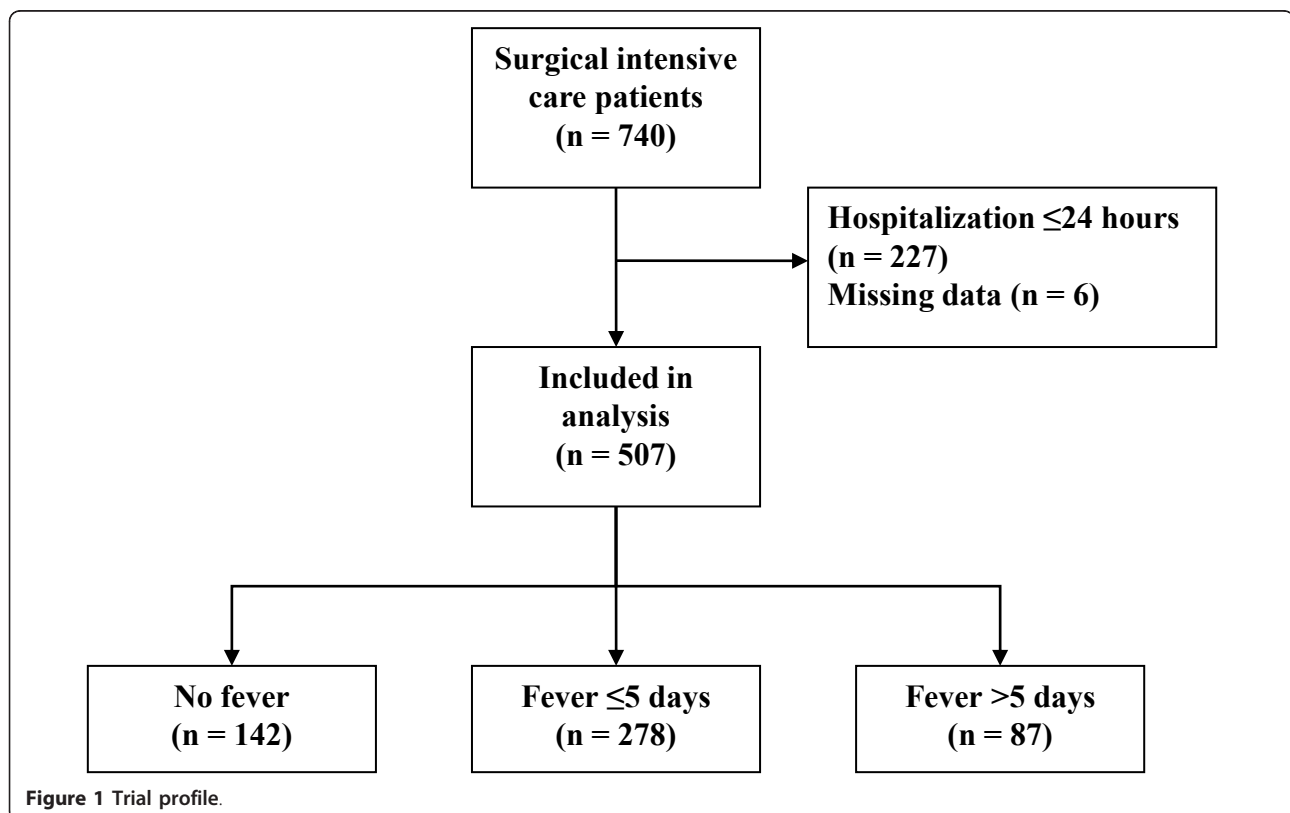 Surgical intensive
care patients
(n = 740)
Hospitalization ≤24 hours
(n = 227)
Missing data (n = 6)
Included in
analysis
(n = 507)
No fever
(n = 142)
Fever ≤5 days
(n = 278)
Fever >5 days
(n = 87)
Figure 1 Trial profile.